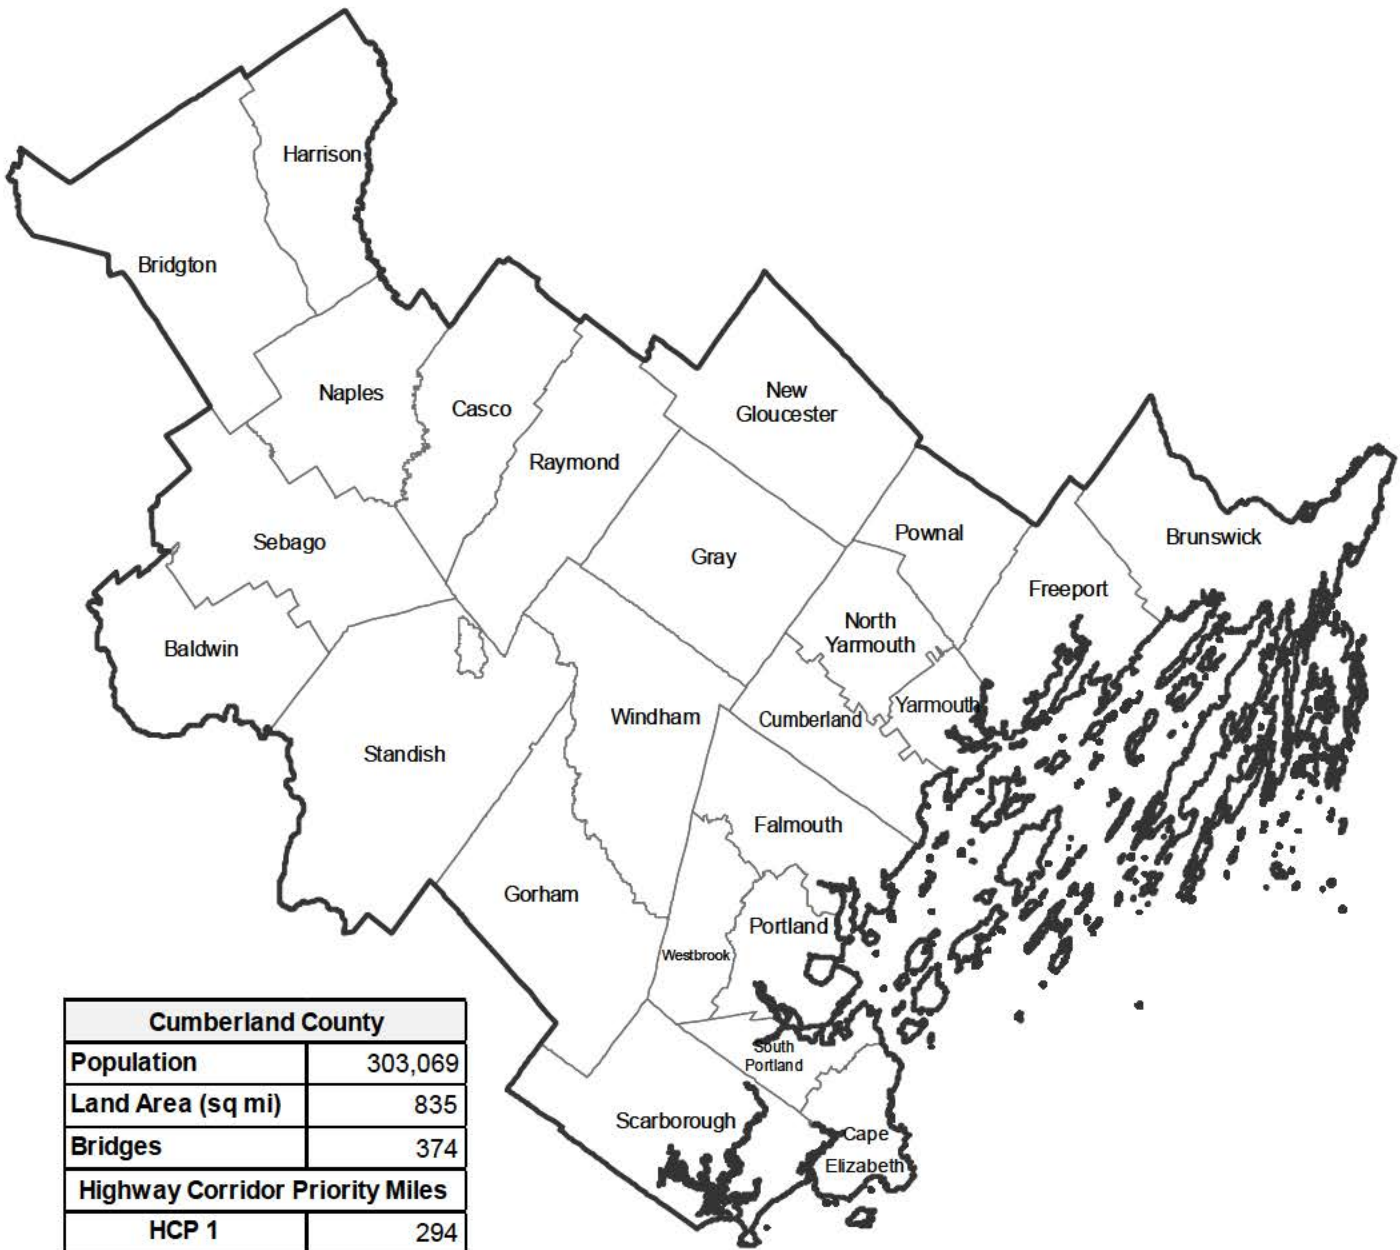 Harrison
Bridgton
Naples
Casco
New
Gloucester
Raymond
Sebago
Gray
Pownal
Brunswick
Freeport
North
Yarmouth
Baldwin
Yarmouth
Windham
Cumberland
Standish
Falmouth
Gorham
Portland
Westbrook
South
Portland
Scarborough
Cape
Elizabeth
Cumberland County
Population 303,069
Land Area (sq mi) 835
Bridges 374
Highway Corridor Priority Miles
HCP 1 294